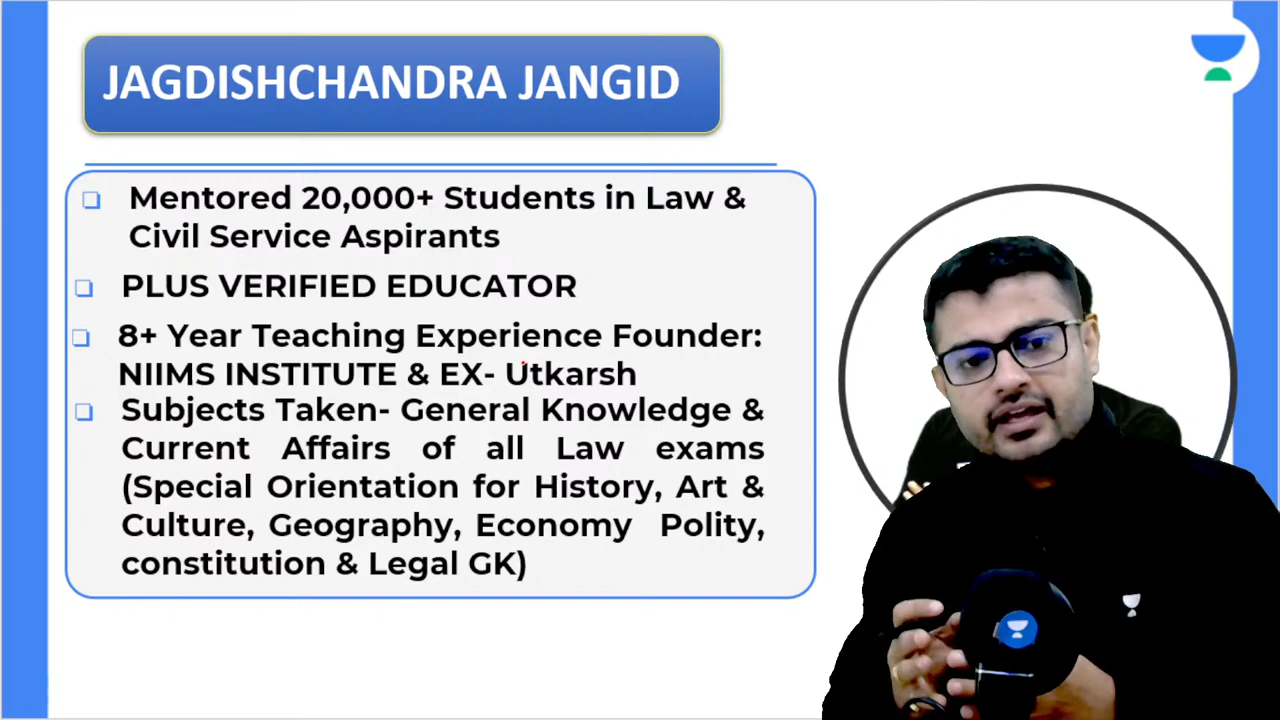 JAGDISHCHANDRA JANGID
Mentored 20,000+ Students in Law &
Civil Service Aspirants
PLUS VERIFIED EDUCATOR
8+ Year Teaching Experience Founder:
NIIMS INSTITUTE & EX- Utkarsh
Subjects Taken- General Knowledge &
Current Affairs of all Law exams
(Special Orientation for History, Art &
Culture, Geography, Economy Polity,
constitution & Legal GK)